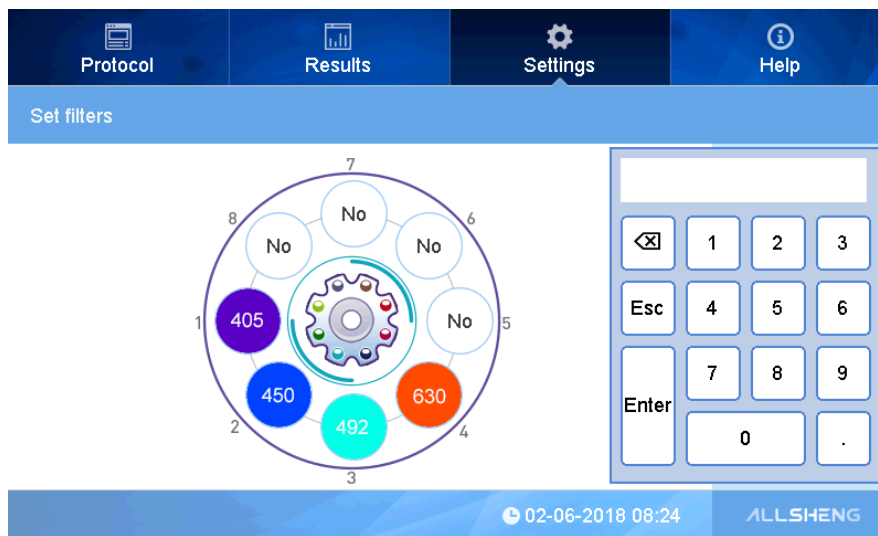 Protocol
Results
Settings
Help
Set filters
7
8
No
6
No
No
1
405
No
5
450
630
2
492
4
3
1
2
3
Esc
4
5
6
7
8
9
Enter
0
.
02-06-2018 08:24
ALLSHENG